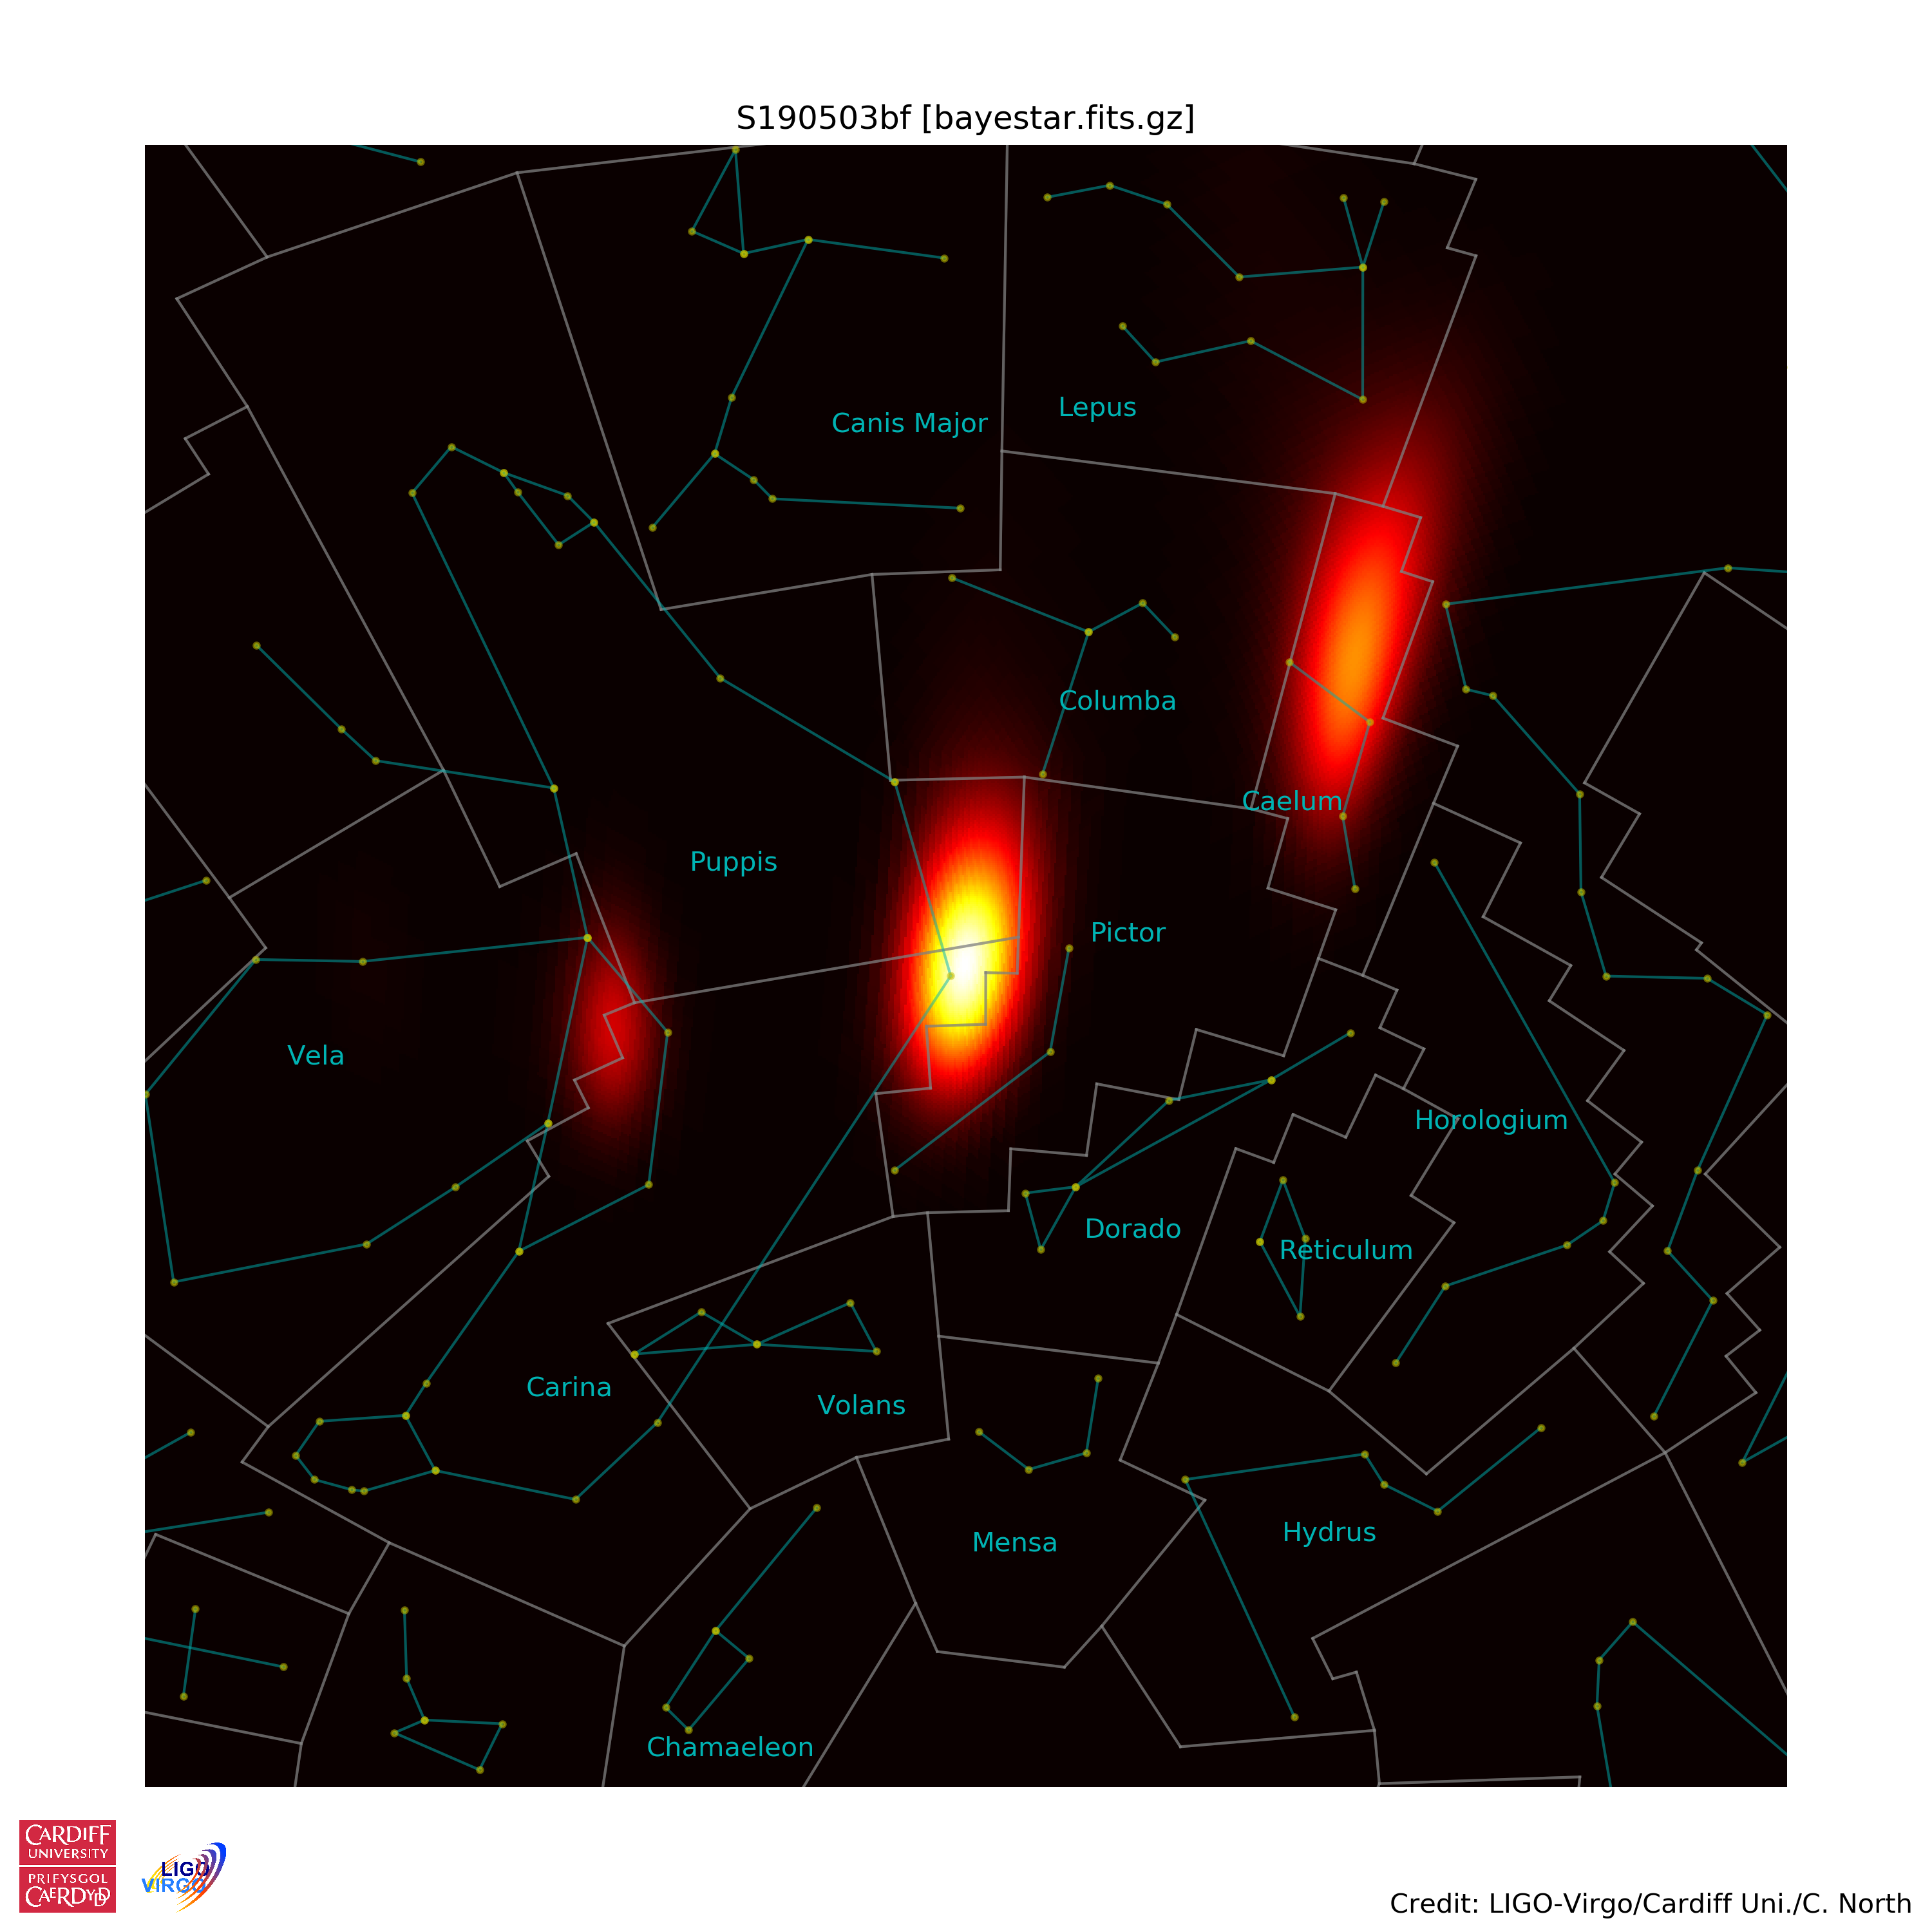 S190503bf [bayestar.fits.gz]
Lepus
Canis Major
Columba
Caelum
Puppis
Pictor
Vela
Horologium
Dorado
Reticulum
Carina
Volans
Hydrus
Mensa
Chamaeleon
CARDIFF
UNIVERSITY
PRIFYSGOL
CAERDYDD
LIGO
VIRGO
Credit: LIGO-Virgo/Cardiff Uni./C. North